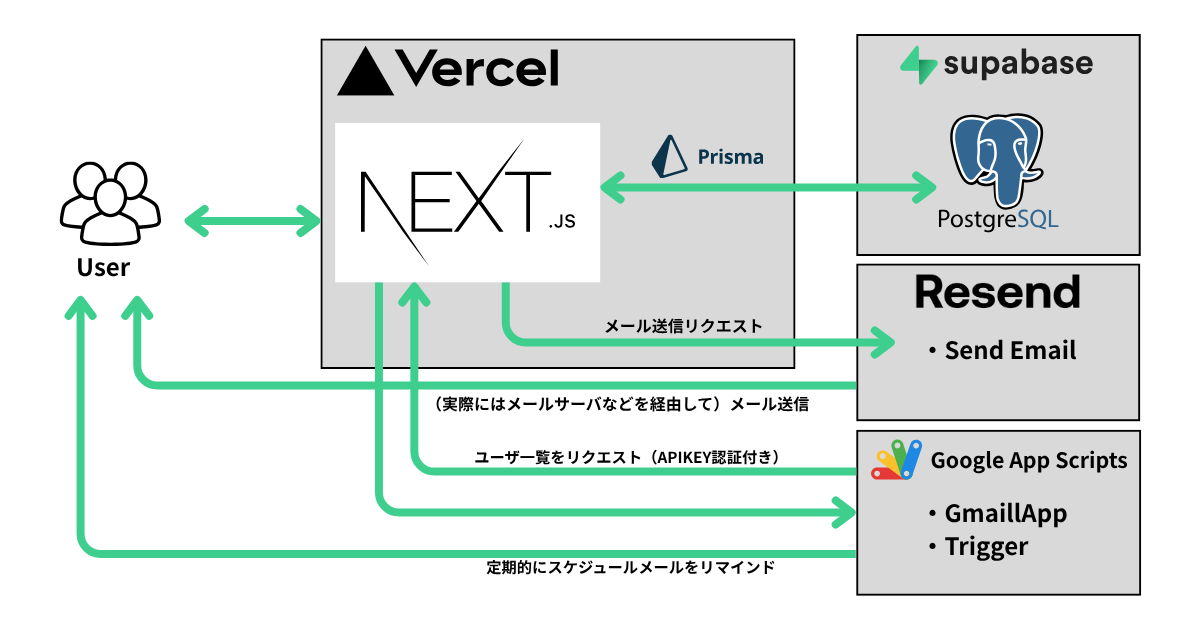 Vercel
supabase
NEXT.JS
Prisma
PostgreSQL
User
Resend
メール送信リクエスト
・Send Email
（実際にはメールサーバなどを経由して）メール送信
ユーザ一覧をリクエスト（APIKEY認証付き）
Google App Scripts
・GmaillApp
・Trigger
定期的にスケジュールメールをリマインド